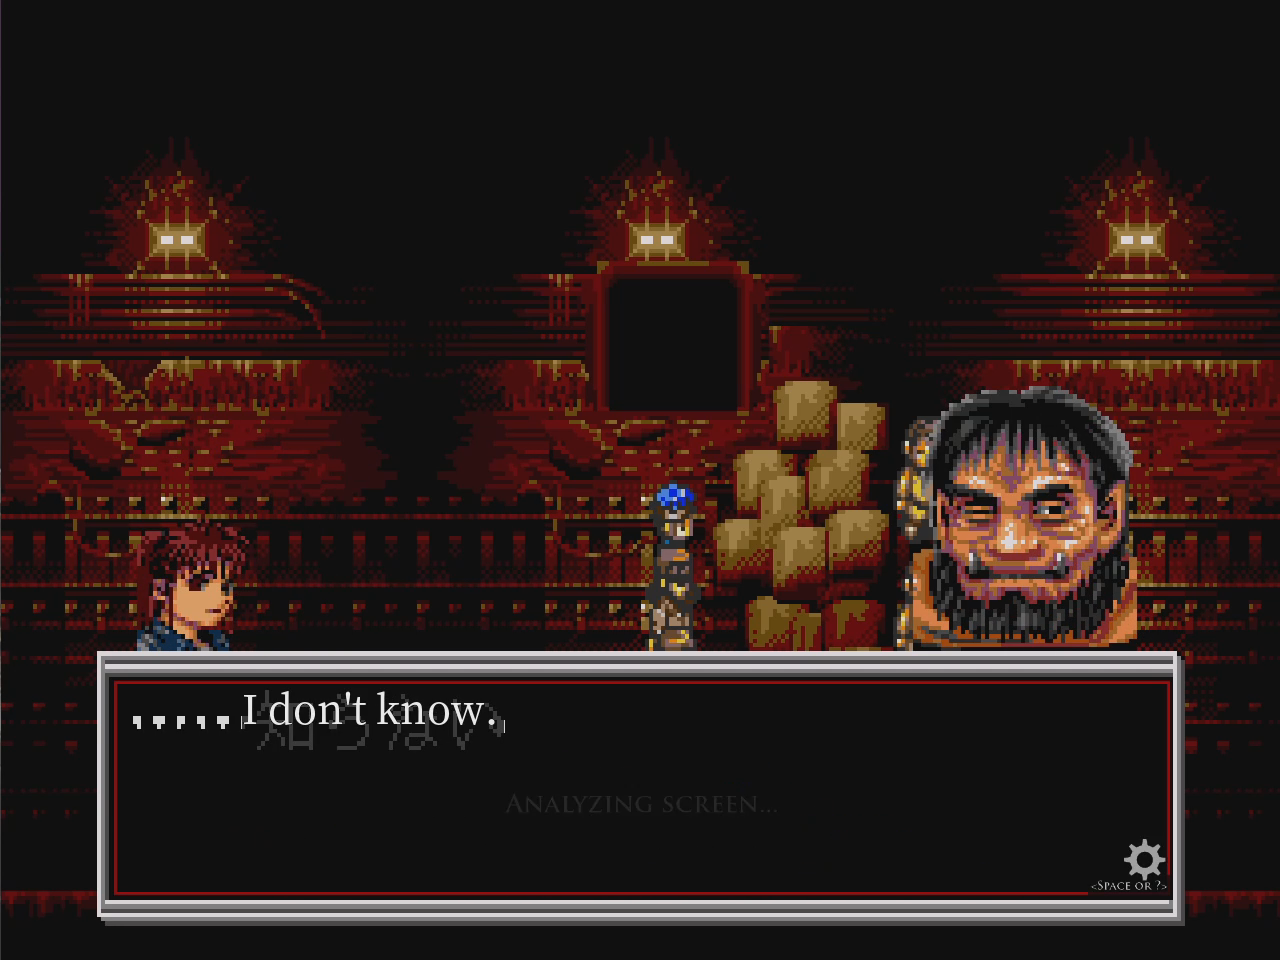 .....I don't know.
知らない
ANALYZING SCREEN...
<SPACE OR ?>